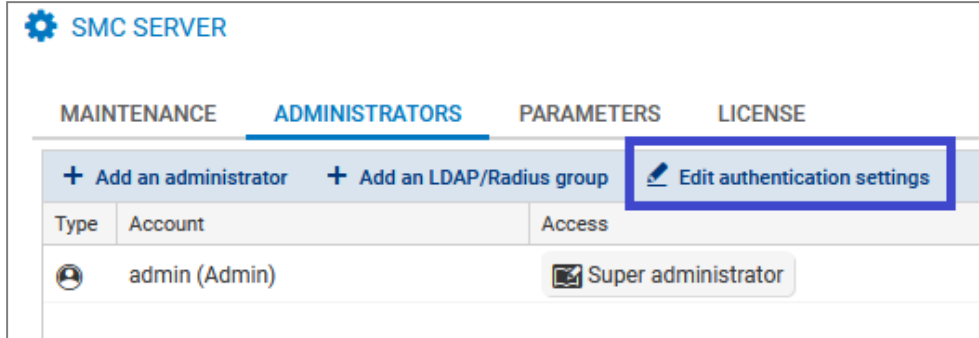 SMC SERVER
MAINTENANCE ADMINISTRATORS PARAMETERS LICENSE
+ Add an administrator + Add an LDAP/Radius group Edit authentication settings
Type Account Access
admin (Admin) Super administrator